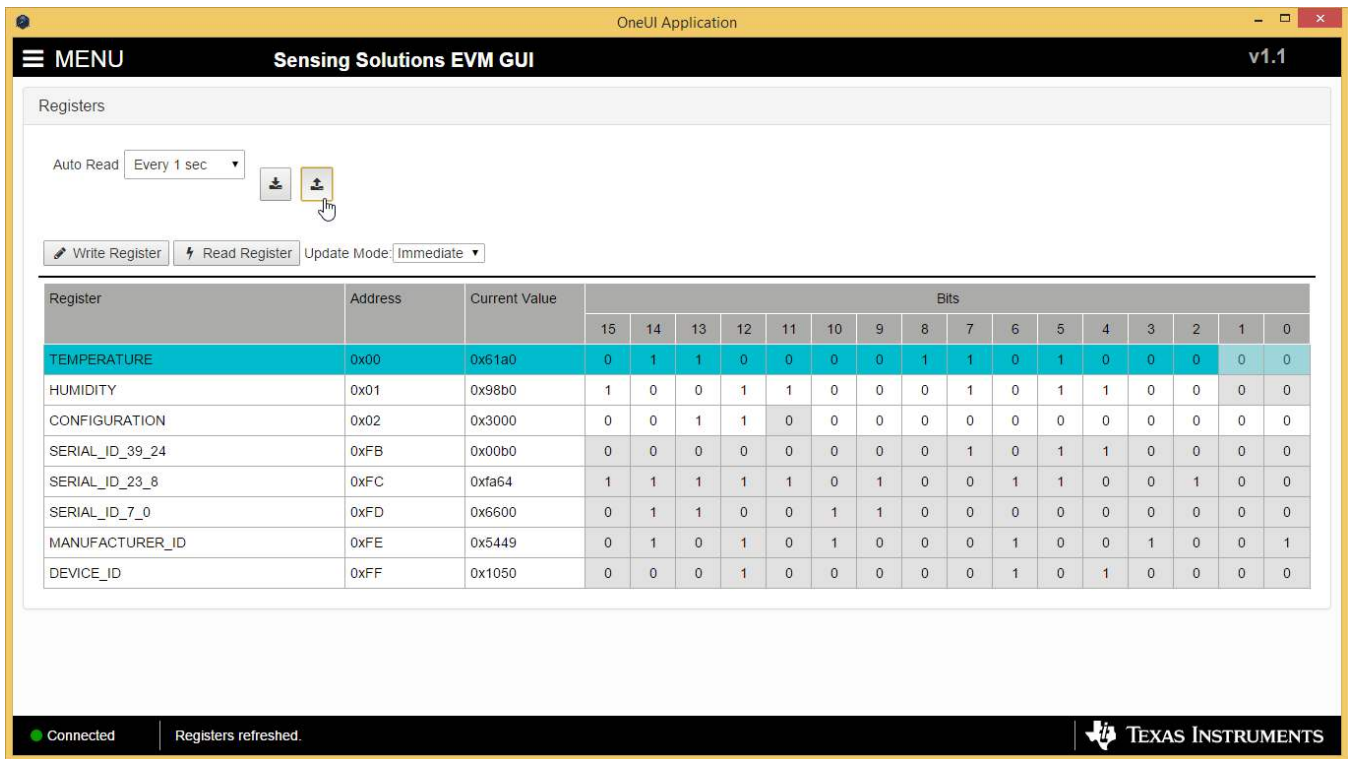 OneUI Application
MENU Sensing Solutions EVM GUI v1.1
Registers
Auto Read Every 1 sec
Write Register Read Register Update Mode: Immediate
Register Address Current Value Bits
15 14 13 12 11 10 9 8 7 6 5 4 3 2 1 0
TEMPERATURE 0x00 0x61a0 0 1 1 0 0 0 0 1 1 0 1 0 0 0 0 0
HUMIDITY 0x01 0x98b0 1 0 0 1 1 0 0 0 1 0 1 1 0 0 0 0
CONFIGURATION 0x02 0x3000 0 0 1 1 0 0 0 0 0 0 0 0 0 0 0 0
SERIAL_ID_39_24 0xFB 0x00b0 0 0 0 0 0 0 0 0 1 0 1 1 0 0 0 0
SERIAL_ID_23_8 0xFC 0xfa64 1 1 1 1 1 0 1 0 0 1 1 0 0 1 0 0
SERIAL_ID_7_0 0xFD 0x6600 0 1 1 0 0 1 1 0 0 0 0 0 0 0 0 0
MANUFACTURER_ID 0xFE 0x5449 0 1 0 1 0 1 0 0 0 1 0 0 1 0 0 1
DEVICE_ID 0xFF 0x1050 0 0 0 1 0 0 0 0 0 1 0 1 0 0 0 0
Connected Registers refreshed. TEXAS INSTRUMENTS